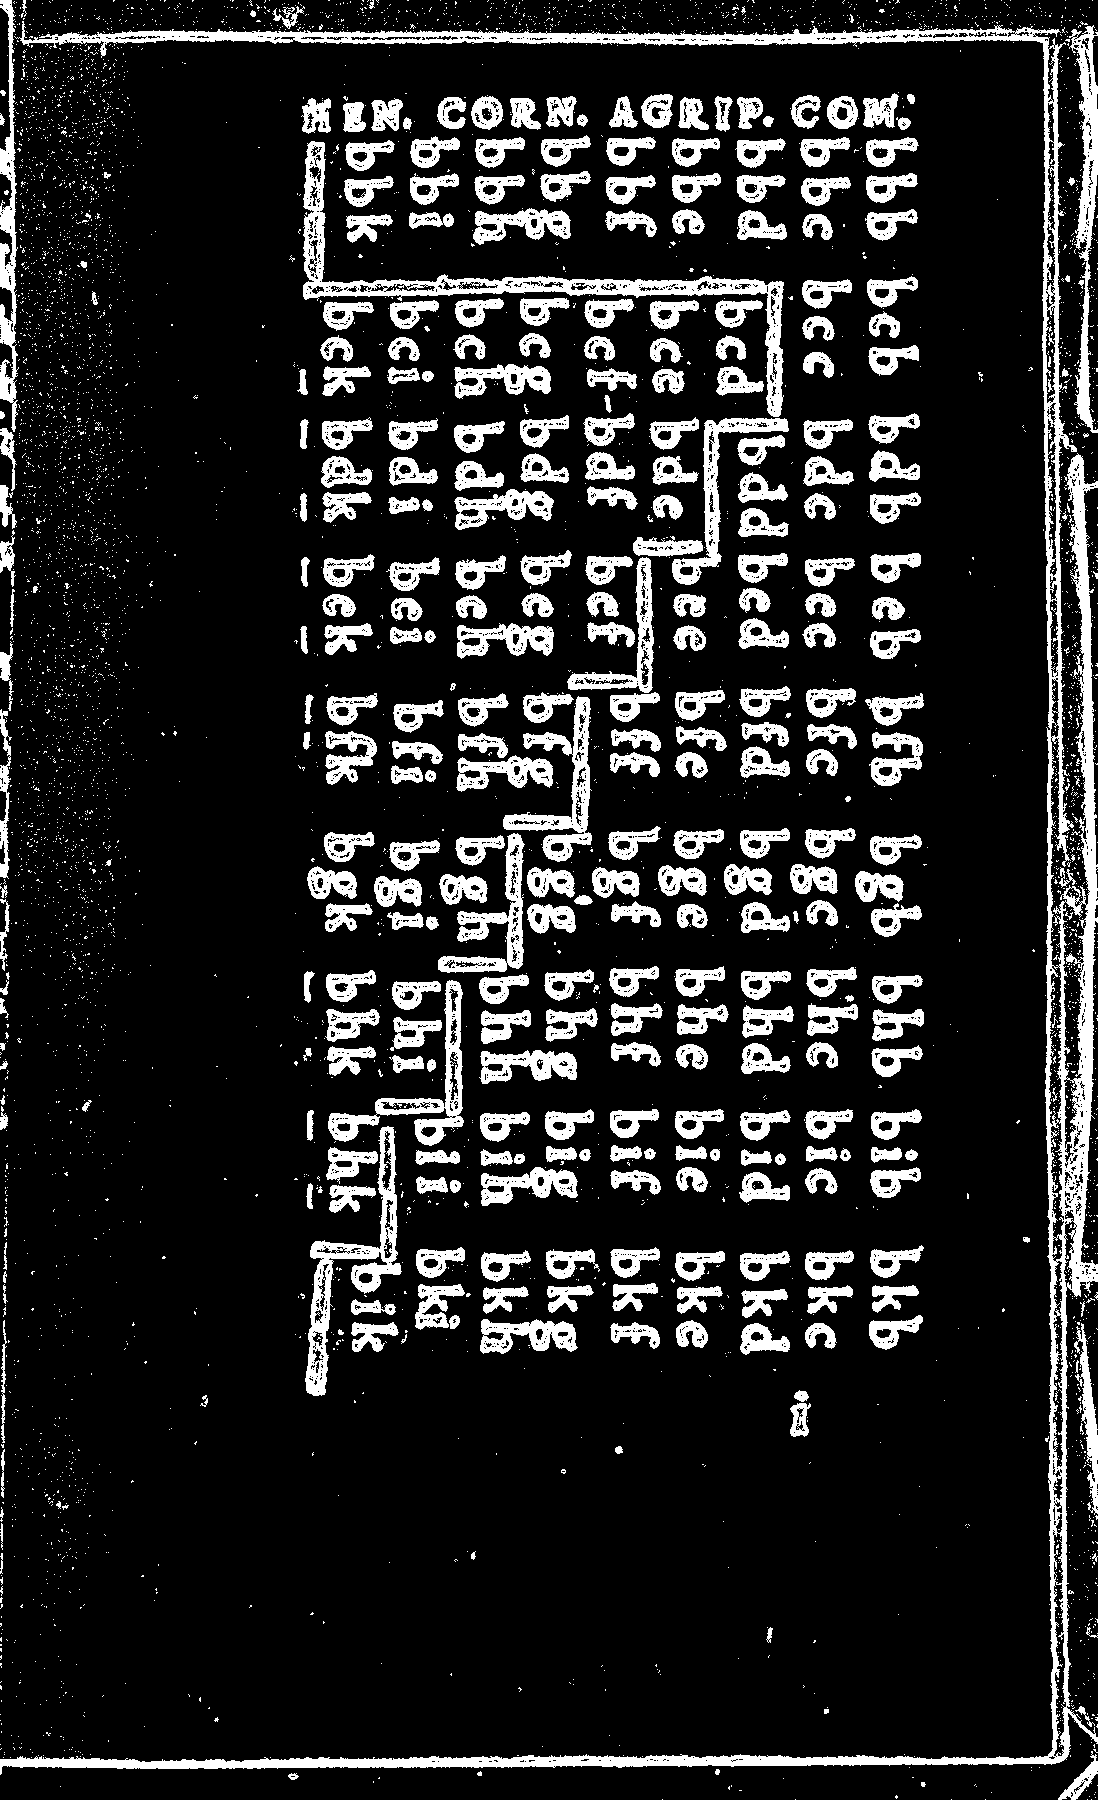 HEN. CORN. AGRIP. COM.
bbb bcb bdb beb bfb bgb bhb bib bkb
bbc bcc bdc bec bfc bgc bhc bic bkc
bbd bcd bdd bed bfd bgd bhd bid bkd
bbe bce bde bee bfe bge bhe bie bke
bbf bcf bdf bef bff bgf bhf bif bkf
bbg bcg bdg beg bfg bgg bhg big bkg
bbh bch bdh beh bfh bgh bhh bih bkh
bbi bci bdi bei bfi bgi bhi bii bki
bbk bck bdk bek bfk bgk bhk bhk bik
i